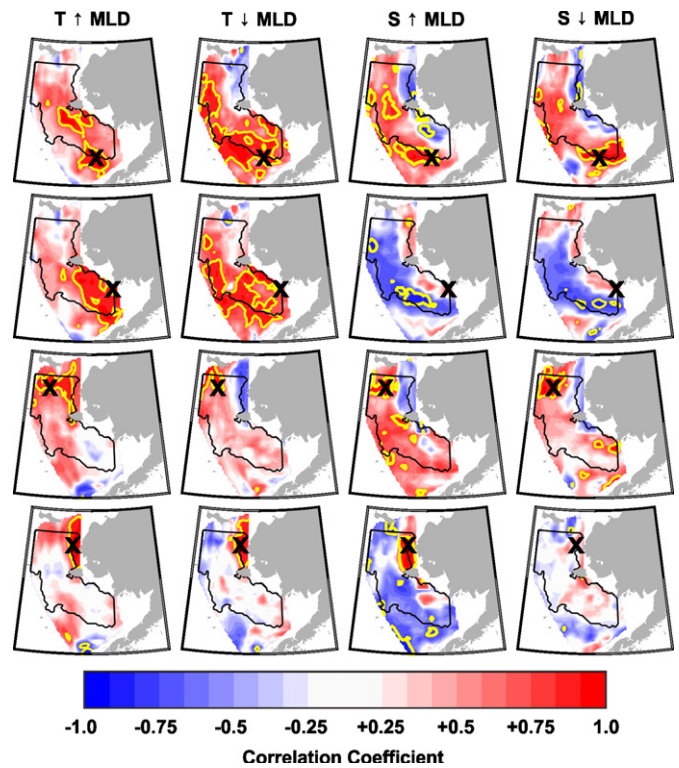 T ↑ MLD T ↓ MLD S ↑ MLD S ↓ MLD
X X X X
X X X X
X X X X
X X X X
-1.0 -0.75 -0.5 -0.25 +0.25 +0.5 +0.75 1.0
Correlation Coefficient